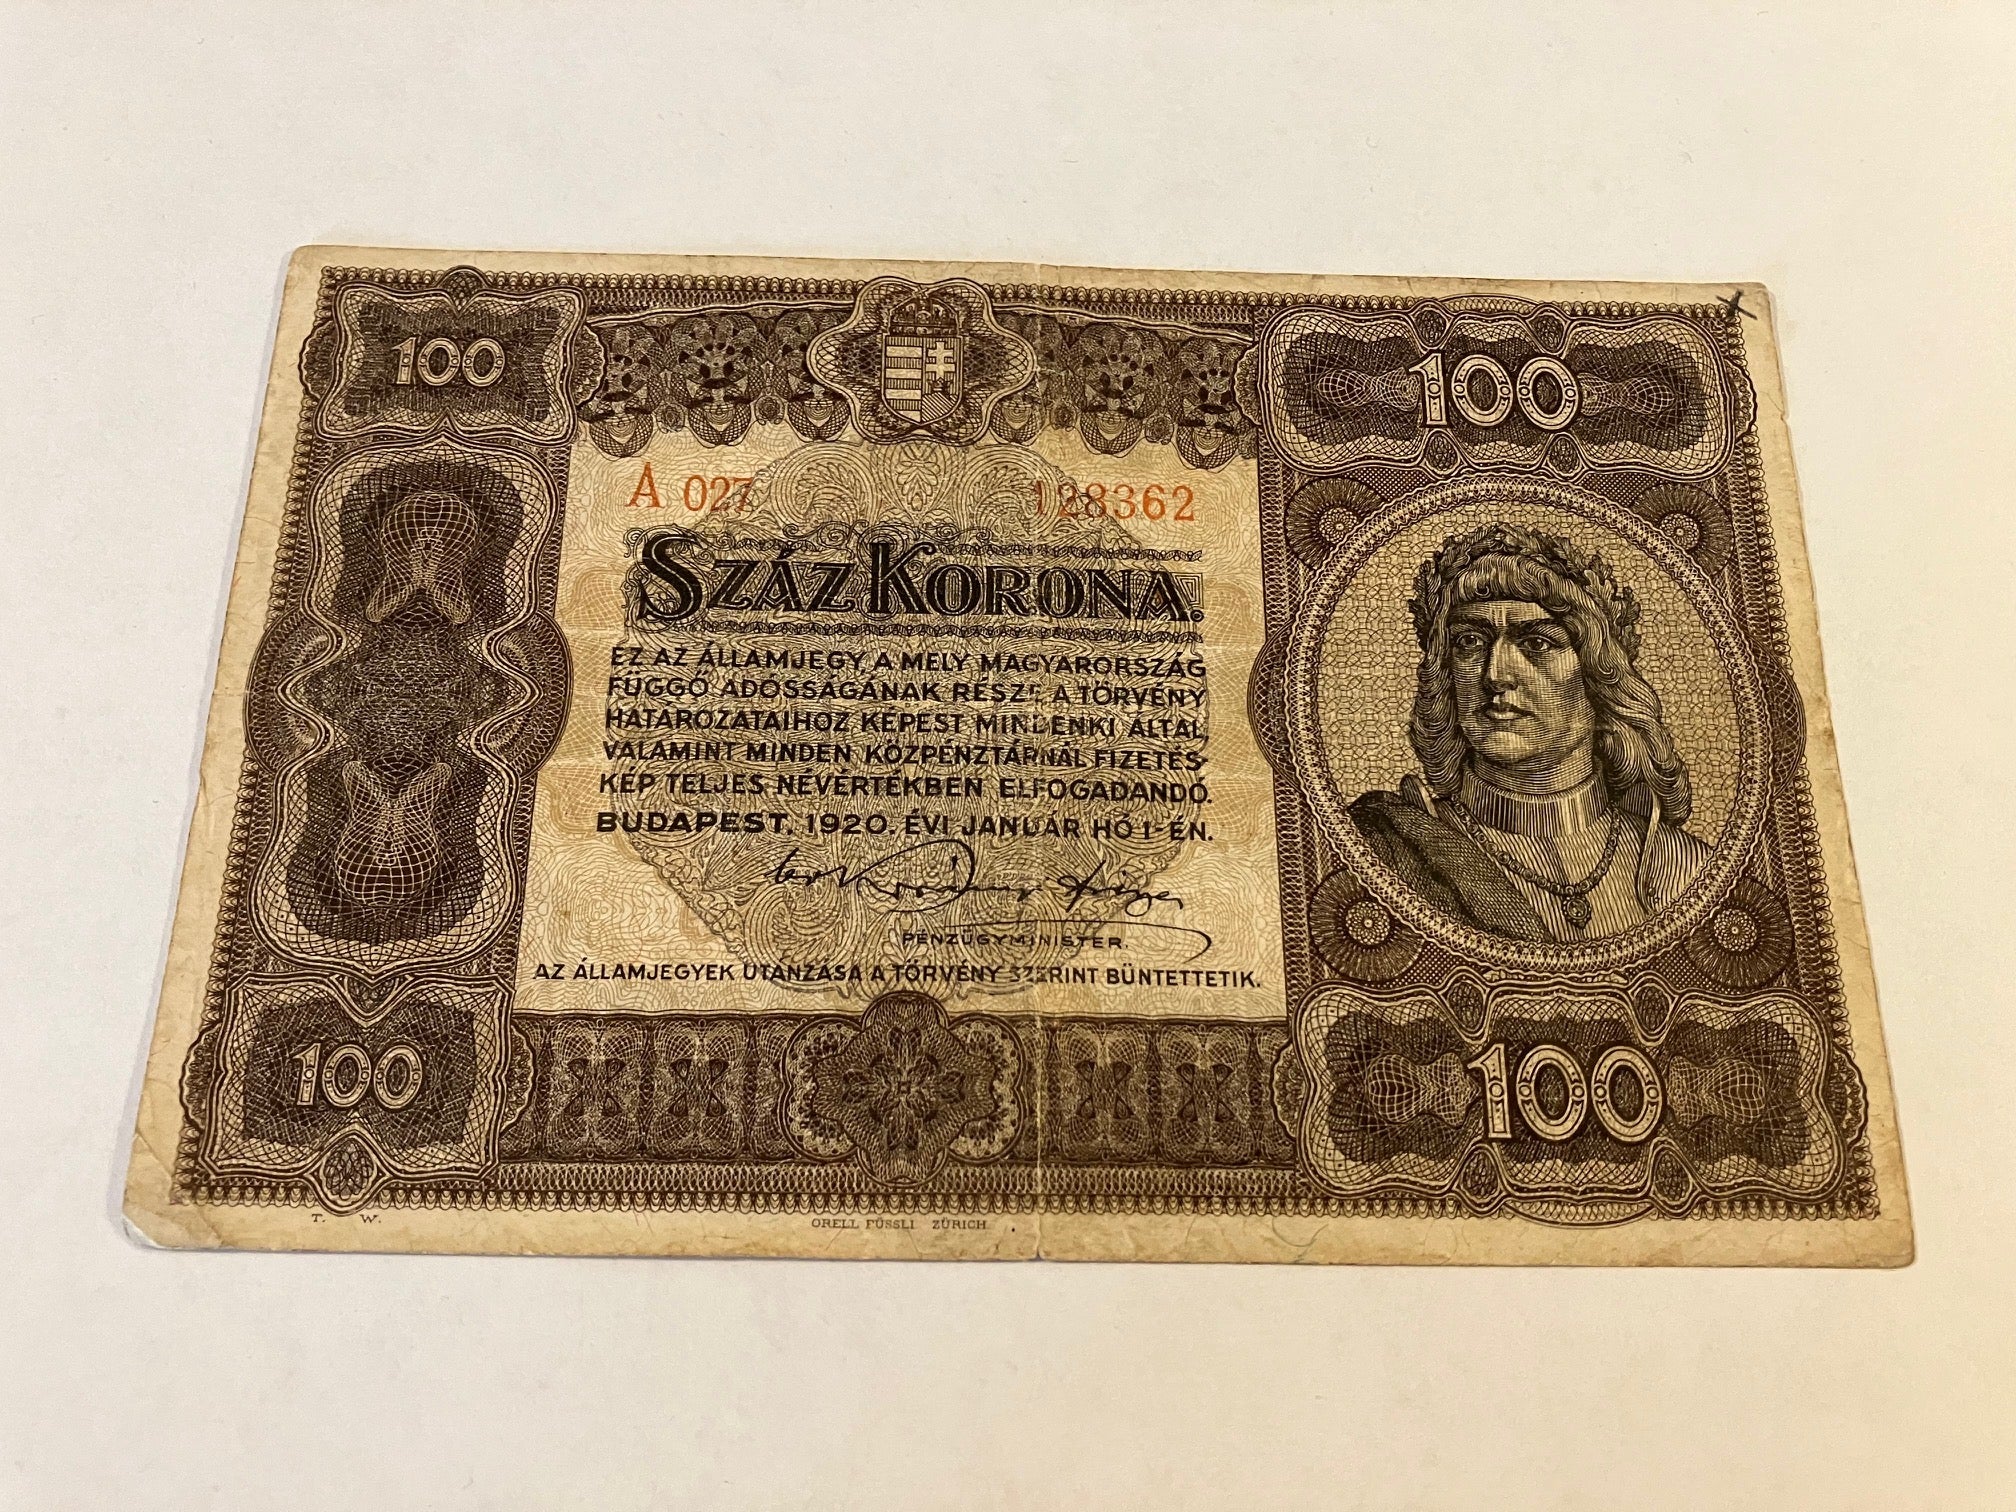 100
100
A 027 128362
SZÁZ KORONA.
EZ AZ ÁLLAMJEGY, A MELY MAGYARORSZÁG
FÜGGŐ ADÓSSÁGÁNAK RÉSZE A TÖRVÉNY
HATÁROZATAIHOZ KÉPEST MINDENKI ÁLTAL,
VALAMINT MINDEN KÖZPÉNZTÁRNÁL FIZETÉS-
KÉP TELJES NÉVÉRTÉKBEN ELFOGADANDÓ.
BUDAPEST, 1920. ÉVI JANUÁR HÓ 1-ÉN.
PÉNZÜGYMINISTER.
AZ ÁLLAMJEGYEK UTÁNZÁSA A TÖRVÉNY SZERINT BÜNTETTETIK.
100
100
T. W.
ORELL FÜSSLI ZÜRICH